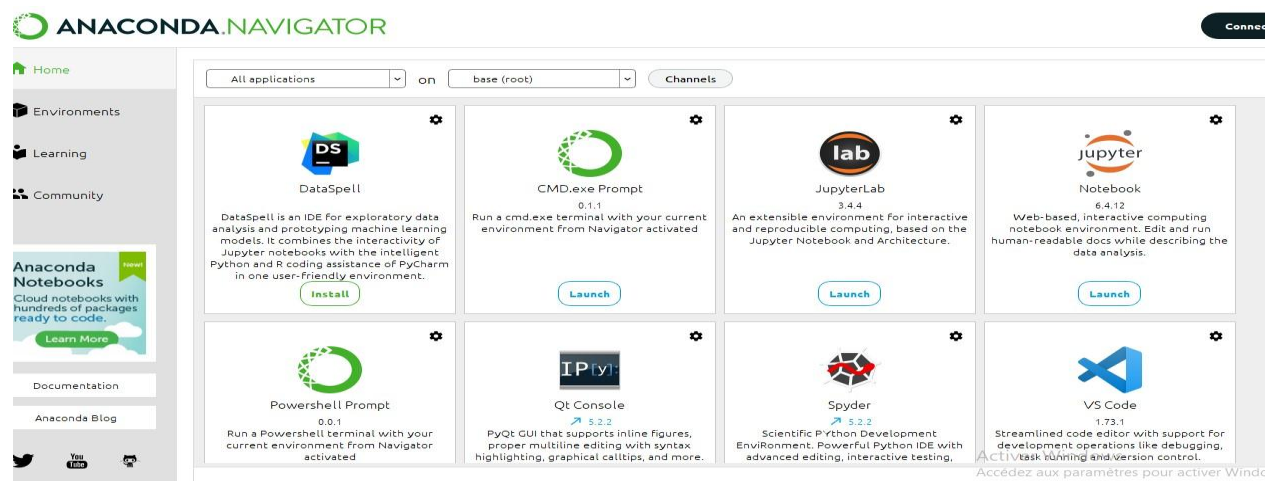 ANACONDA.NAVIGATOR
Connec
Home
Environments
Learning
Community
Anaconda
Notebooks
New!
Cloud notebooks with
hundreds of packages
ready to code.
Learn More
Documentation
Anaconda Blog
You
Tube
All applications
on
base (root)
Channels
DS
DataSpell
DataSpell is an IDE for exploratory data
analysis and prototyping machine learning
models. It combines the interactivity of
Jupyter notebooks with the intelligent
Python and R coding assistance of PyCharm
in one user-friendly environment.
Install
CMD.exe Prompt
0.1.1
Run a cmd.exe terminal with your current
environment from Navigator activated
Launch
lab
JupyterLab
3.4.4
An extensible environment for interactive
and reproducible computing, based on the
Jupyter Notebook and Architecture.
Launch
jupyter
Notebook
6.4.12
Web-based, interactive computing
notebook environment. Edit and run
human-readable docs while describing the
data analysis.
Launch
Powershell Prompt
0.0.1
Run a Powershell terminal with your
current environment from Navigator
activated
IP[y]:
Qt Console
5.2.2
PyQt GUI that supports inline figures,
proper multiline editing with syntax
highlighting, graphical calltips, and more.
Spyder
5.2.2
Scientific PYthon Development
EnviRonment. Powerful Python IDE with
advanced editing, interactive testing,
VS Code
1.73.1
Streamlined code editor with support for
development operations like debugging,
task running and version control.
Activer Windows
Accédez aux paramètres pour activer Windo